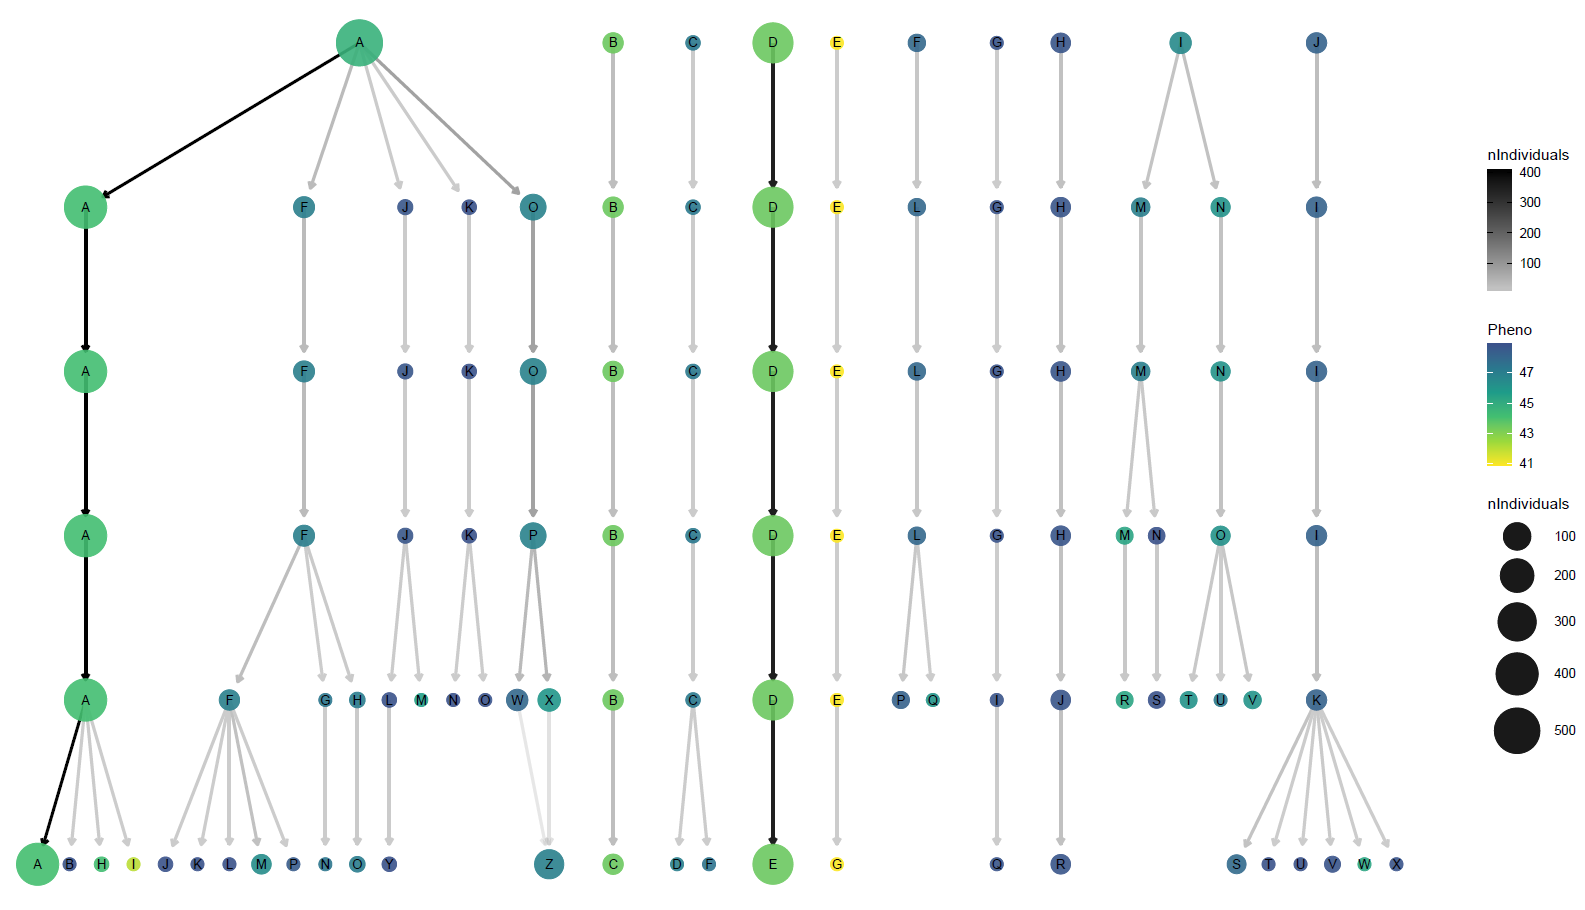 A B C D E F G H I J
A F J K O B C D E L G H M N I
A F J K O B C D E L G H M N I
A F J K P B C D E L G H M N O I
A F G H L M N O W X B C D E P Q I J R S T U V K
A B H I J K L M P N O Y Z C D F E G Q R S T U V W X
nIndividuals
400
300
200
100
Pheno
47
45
43
41
nIndividuals
100
200
300
400
500